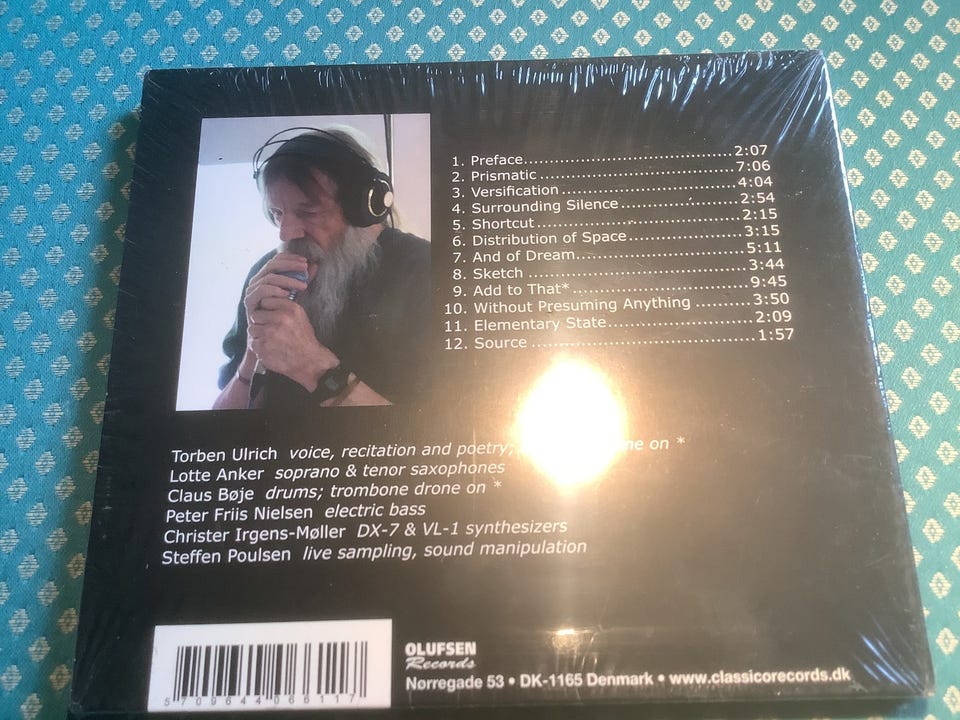 1. Preface..........................................2:07
2. Prismatic.......................................7:06
3. Versification...................................4:04
4. Surrounding Silence.......................2:54
5. Shortcut........................................2:15
6. Distribution of Space......................3:15
7. And of Dream................................5:11
8. Sketch..........................................3:44
9. Add to That*..................................9:45
10. Without Presuming Anything...........3:50
11. Elementary State............................2:09
12. Source..........................................1:57
Torben Ulrich voice, recitation and poetry; on *
Lotte Anker soprano & tenor saxophones
Claus Bøje drums; trombone drone on *
Peter Friis Nielsen electric bass
Christer Irgens-Møller DX-7 & VL-1 synthesizers
Steffen Poulsen live sampling, sound manipulation
5709644066117
OLUFSEN
Records
Nørregade 53 • DK-1165 Denmark • www.classicorecords.dk